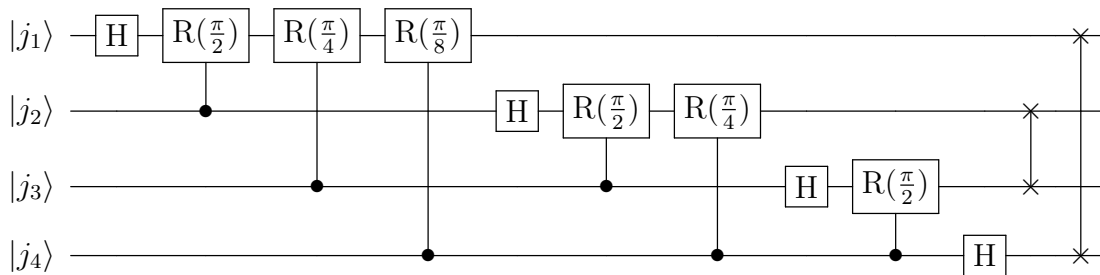 |j₁⟩ H R(π/2) R(π/4) R(π/8)
|j₂⟩ H R(π/2) R(π/4)
|j₃⟩ H R(π/2)
|j₄⟩ H